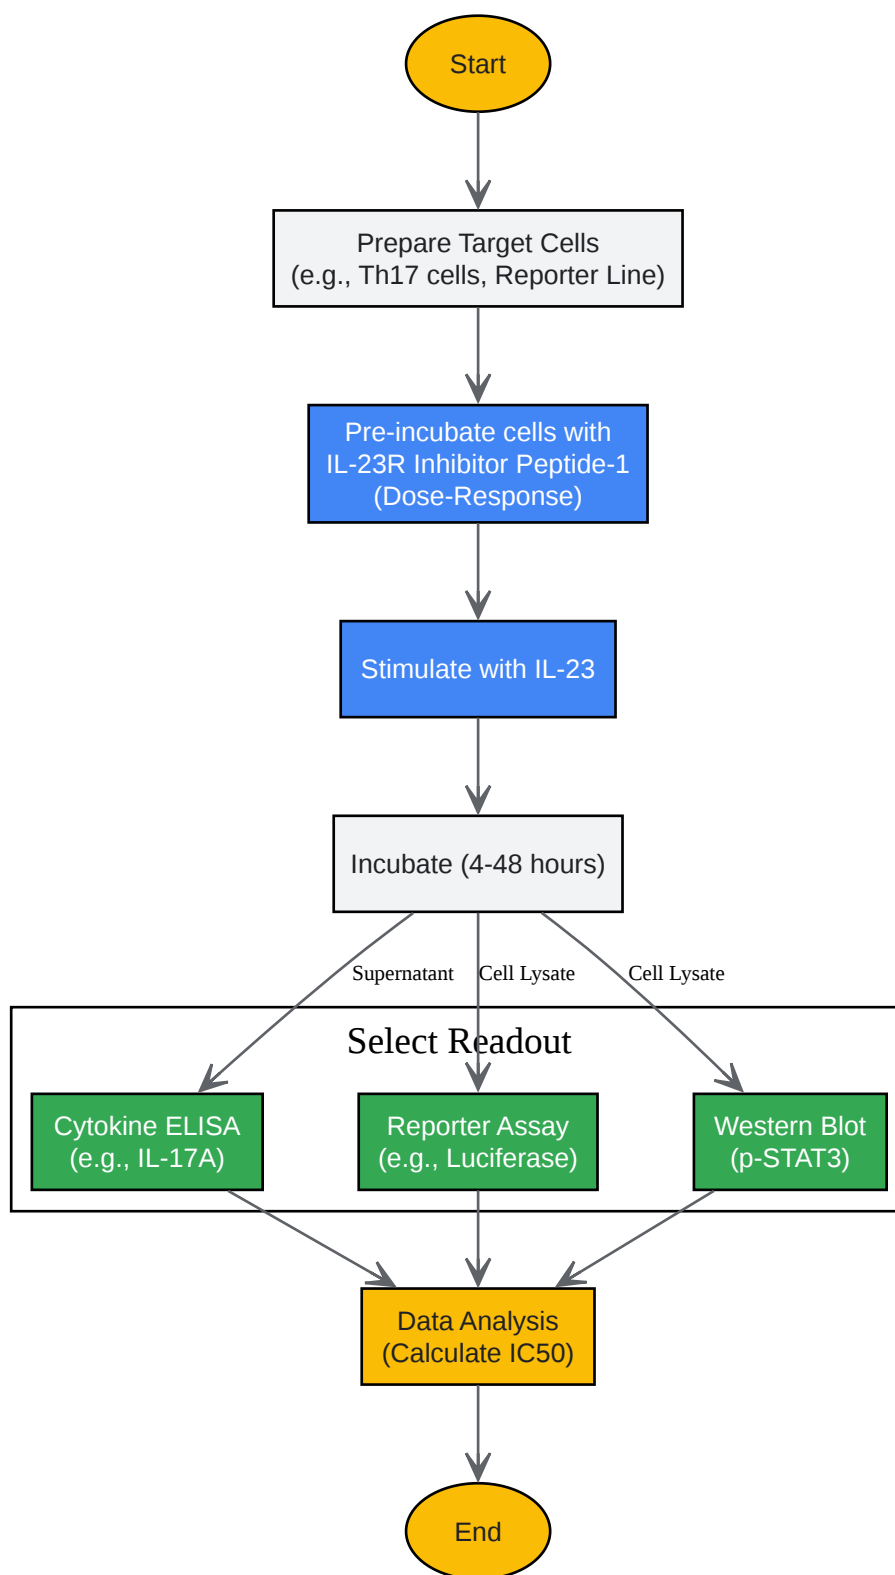 Start
Prepare Target Cells
(e.g., Th17 cells, Reporter Line)
Pre-incubate cells with
IL-23R Inhibitor Peptide-1
(Dose-Response)
Stimulate with IL-23
Incubate (4-48 hours)
Supernatant
Cell Lysate
Cell Lysate
Select Readout
Cytokine ELISA
(e.g., IL-17A)
Reporter Assay
(e.g., Luciferase)
Western Blot
(p-STAT3)
Data Analysis
(Calculate IC50)
End